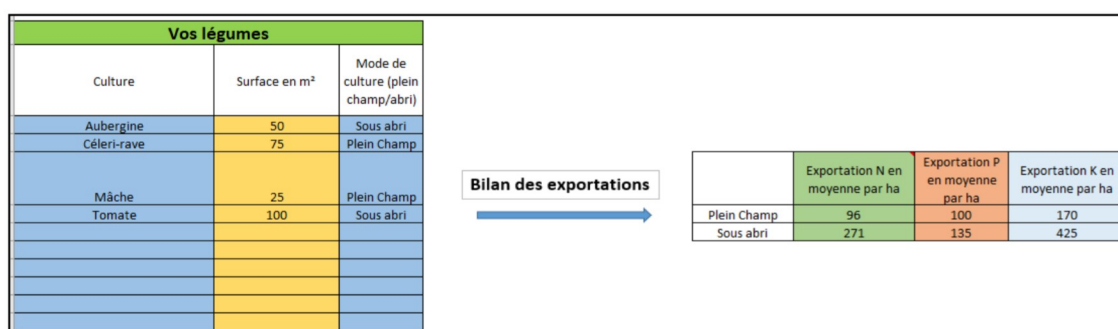 Vos légumes
Culture
Surface en m²
Mode de
culture (plein
champ/abri)
Aubergine 50 Sous abri
Céleri-rave 75 Plein Champ
Mâche 25 Plein Champ
Tomate 100 Sous abri
Bilan des exportations
Exportation N en
moyenne par ha
Exportation P
en moyenne
par ha
Exportation K en
moyenne par ha
Plein Champ 96 100 170
Sous abri 271 135 425